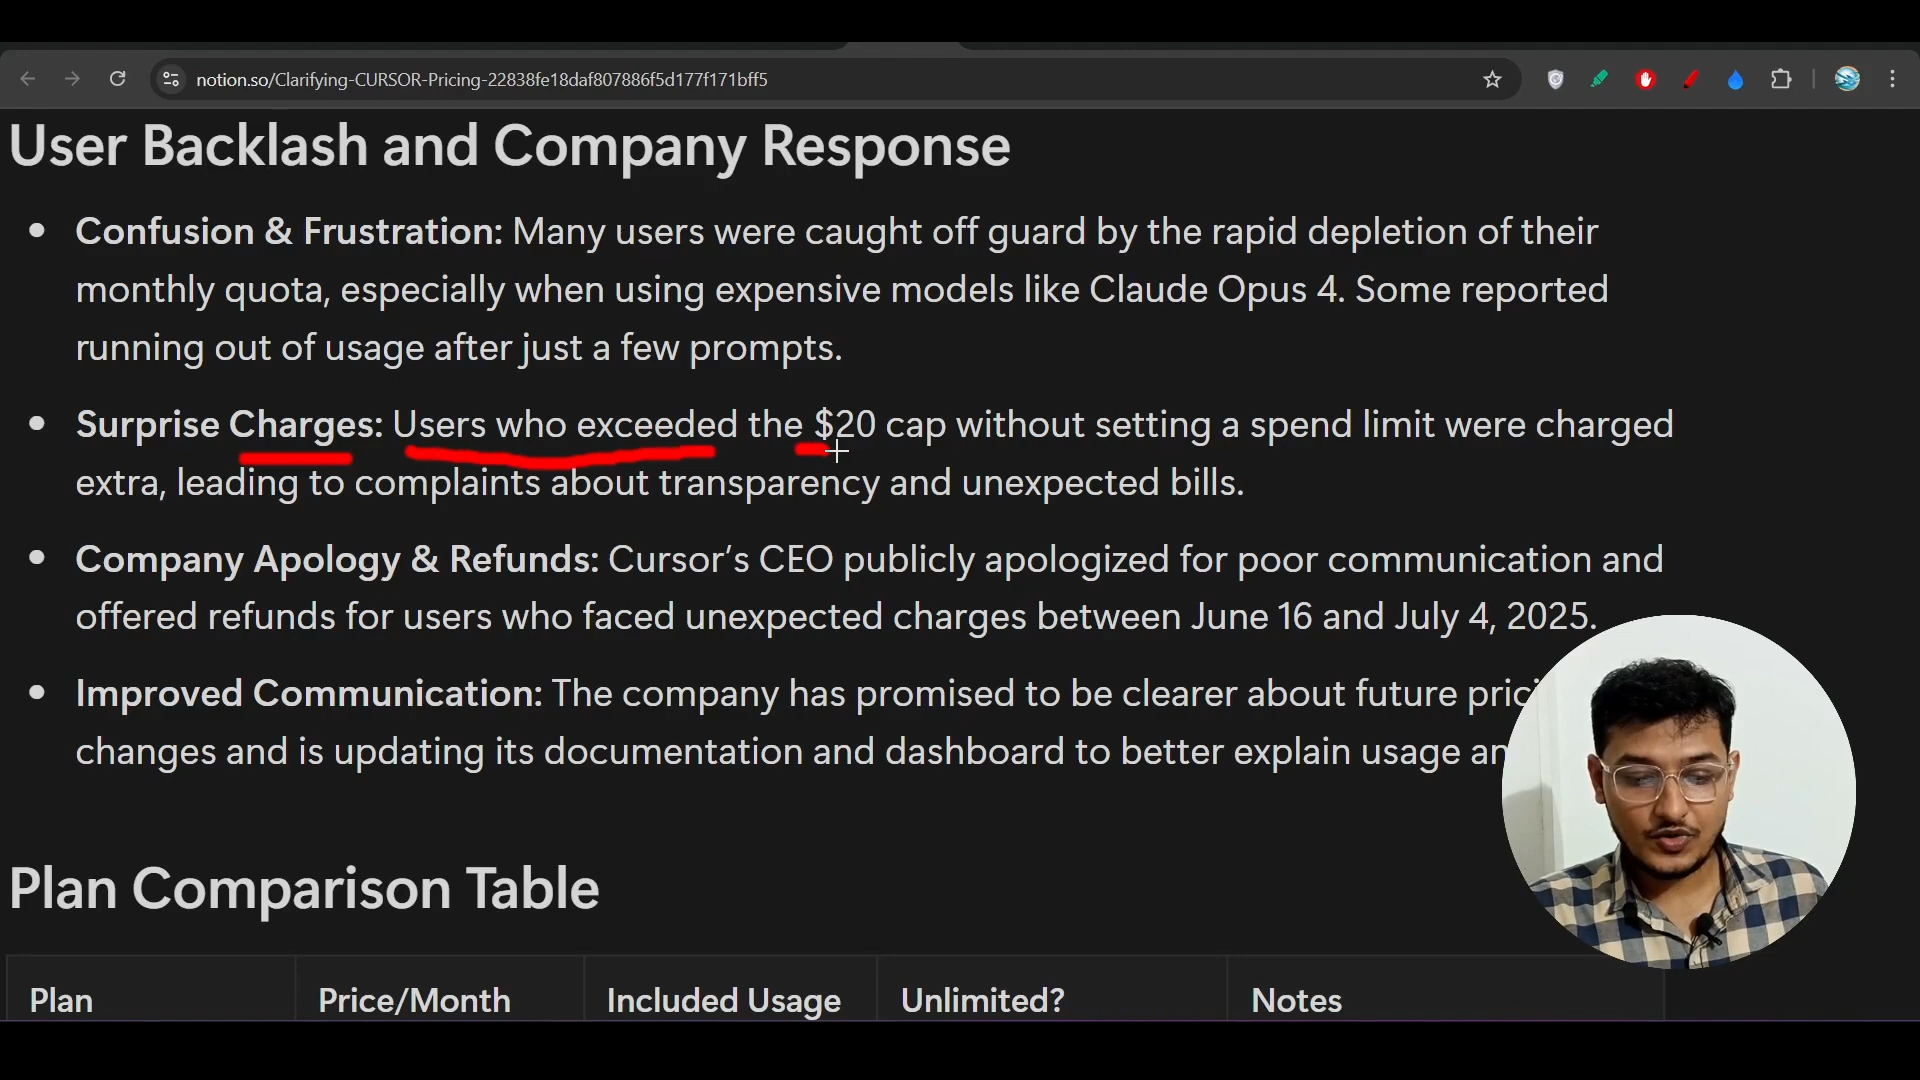 notion.so/Clarifying-CURSOR-Pricing-22838fe18daf807886f5d177f171bff5
User Backlash and Company Response
• Confusion & Frustration: Many users were caught off guard by the rapid depletion of their
monthly quota, especially when using expensive models like Claude Opus 4. Some reported
running out of usage after just a few prompts.
• Surprise Charges: Users who exceeded the $20 cap without setting a spend limit were charged
extra, leading to complaints about transparency and unexpected bills.
• Company Apology & Refunds: Cursor’s CEO publicly apologized for poor communication and
offered refunds for users who faced unexpected charges between June 16 and July 4, 2025.
• Improved Communication: The company has promised to be clearer about future
changes and is updating its documentation and dashboard to better explain usage
Plan Comparison Table
Plan Price/Month Included Usage Unlimited? Notes